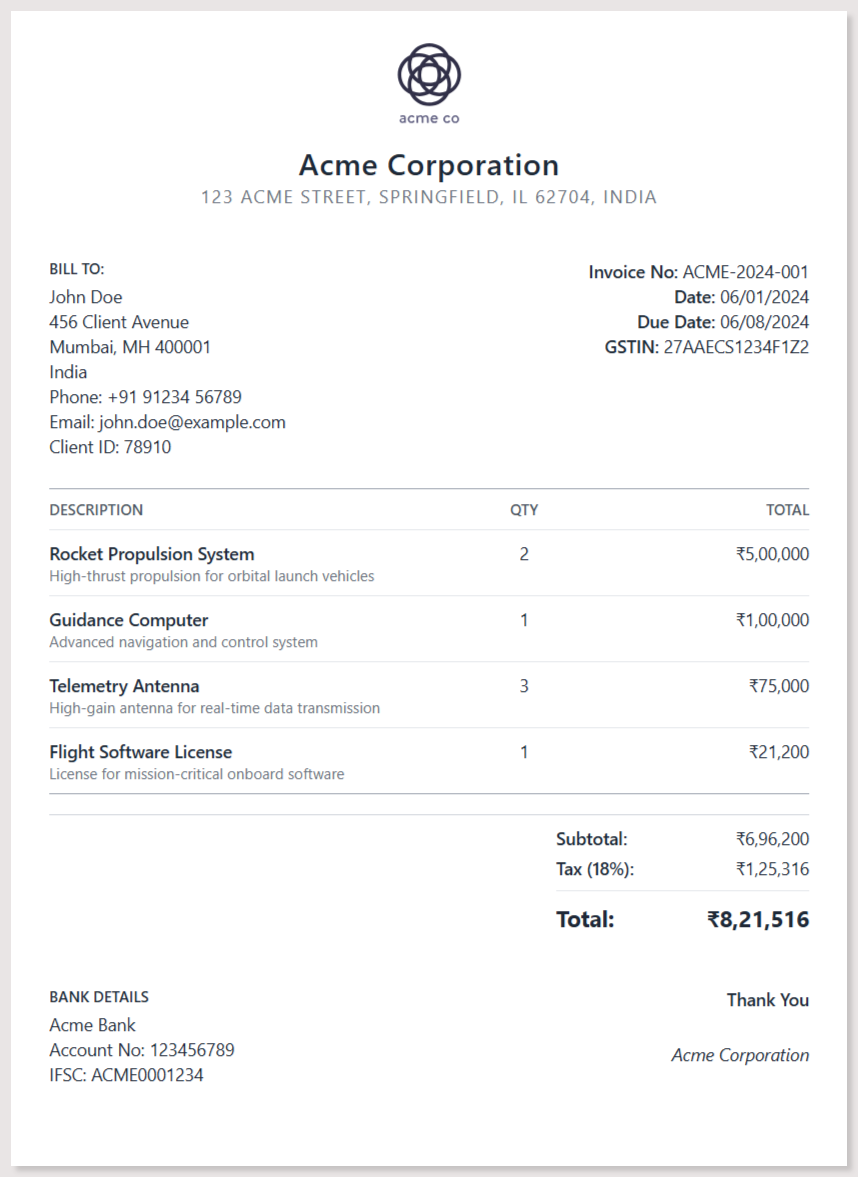 acme co
Acme Corporation
123 ACME STREET, SPRINGFIELD, IL 62704, INDIA
BILL TO:
John Doe
456 Client Avenue
Mumbai, MH 400001
India
Phone: +91 91234 56789
Email: john.doe@example.com
Client ID: 78910
Invoice No: ACME-2024-001
Date: 06/01/2024
Due Date: 06/08/2024
GSTIN: 27AAECS1234F1Z2
DESCRIPTION QTY TOTAL
Rocket Propulsion System 2 ₹5,00,000
High-thrust propulsion for orbital launch vehicles
Guidance Computer 1 ₹1,00,000
Advanced navigation and control system
Telemetry Antenna 3 ₹75,000
High-gain antenna for real-time data transmission
Flight Software License 1 ₹21,200
License for mission-critical onboard software
Subtotal: ₹6,96,200
Tax (18%): ₹1,25,316
Total: ₹8,21,516
BANK DETAILS
Acme Bank
Account No: 123456789
IFSC: ACME0001234
Thank You
Acme Corporation